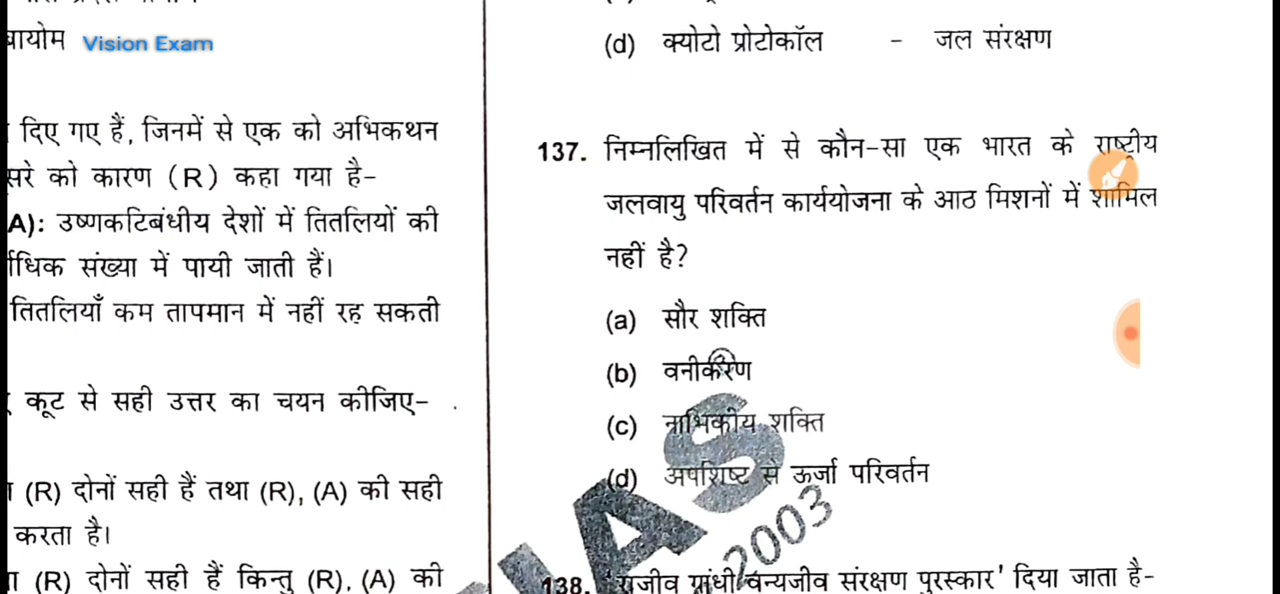 Vision Exam
दिए गए हैं, जिनमें से एक को अभिकथन
को कारण (R) कहा गया है-
A): उष्णकटिबंधीय देशों में तितलियों की
संख्या में पायी जाती हैं।
तितलियाँ कम तापमान में नहीं रह सकती
कूट से सही उत्तर का चयन कीजिए-
(R) दोनों सही हैं तथा (R), (A) की सही
करता है।
(R) दोनों सही हैं किन्तु (R), (A) की
(d) क्योटो प्रोटोकॉल - जल संरक्षण
137. निम्नलिखित में से कौन-सा एक भारत के राष्ट्रीय
जलवायु परिवर्तन कार्ययोजना के आठ मिशनों में शामिल
नहीं है?
(a) सौर शक्ति
(b) वनीकरण
(c) नाभिकीय शक्ति
(d) अपशिष्ट से ऊर्जा परिवर्तन
IAS
2003
138. 'राजीव गांधी वन्यजीव संरक्षण पुरस्कार' दिया जाता है-